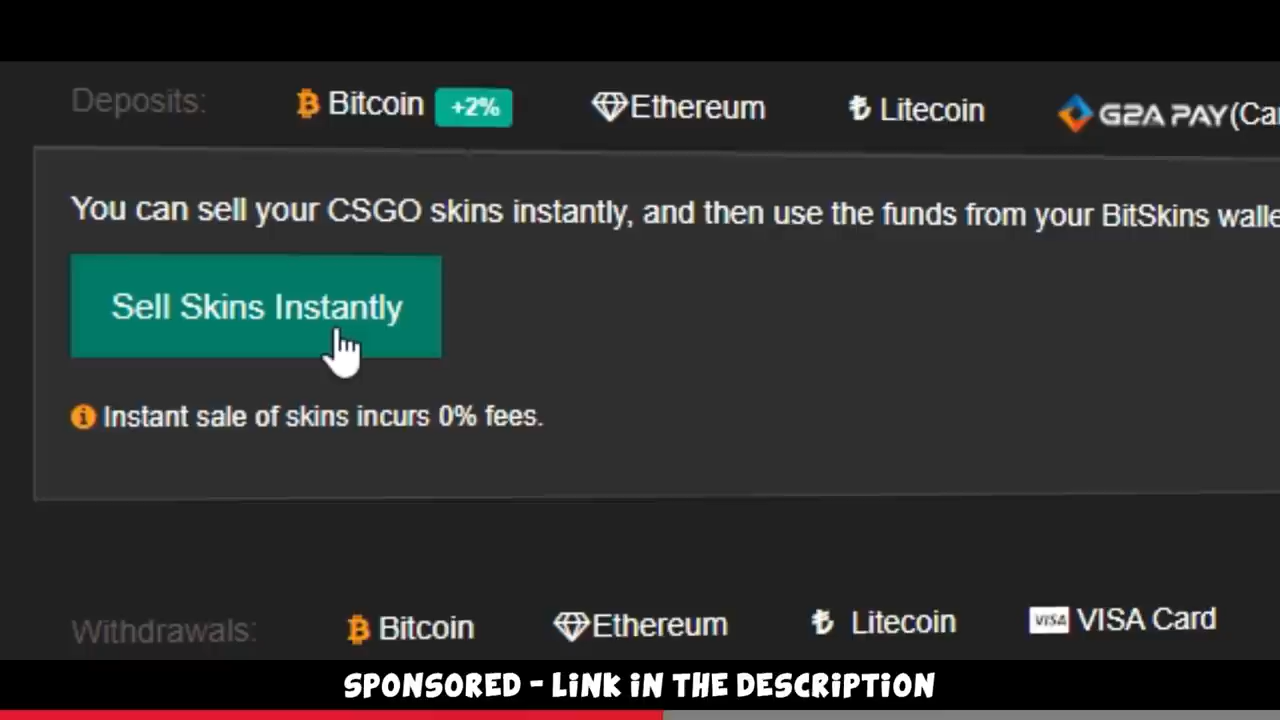 Deposits: Bitcoin +2% Ethereum Litecoin G2A PAY
You can sell your CSGO skins instantly, and then use the funds from your BitSkins
Sell Skins Instantly
Instant sale of skins incurs 0% fees.
Withdrawals: Bitcoin Ethereum Litecoin VISA VISA Card
SPONSORED - LINK IN THE DESCRIPTION